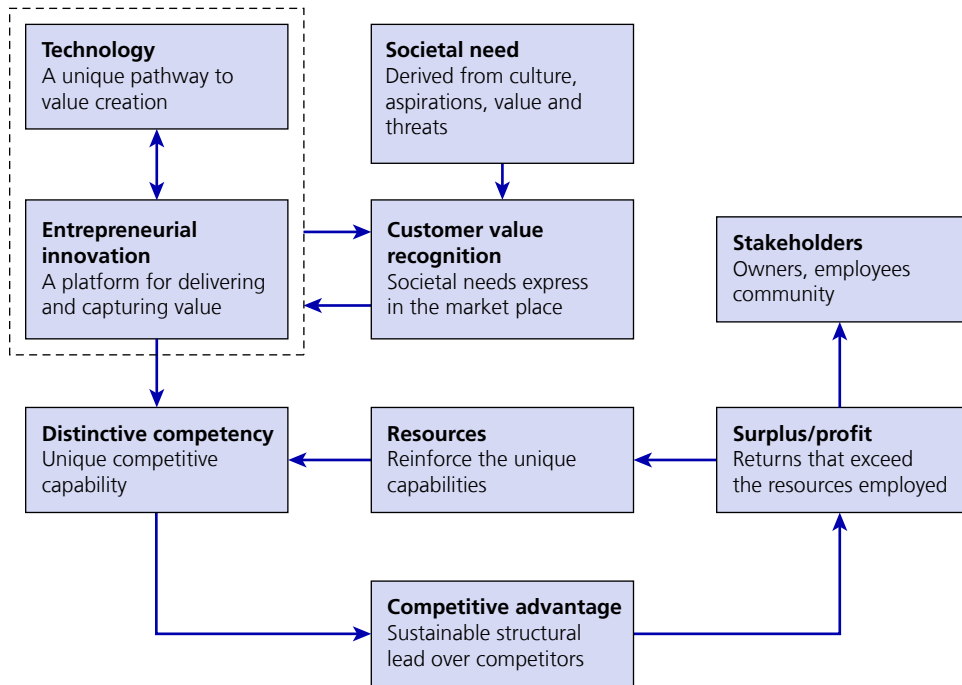 Technology
A unique pathway to
value creation
Societal need
Derived from culture,
aspirations, value and
threats
Entrepreneurial
innovation
A platform for delivering
and capturing value
Customer value
recognition
Societal needs express
in the market place
Stakeholders
Owners, employees
community
Distinctive competency
Unique competitive
capability
Resources
Reinforce the unique
capabilities
Surplus/profit
Returns that exceed
the resources employed
Competitive advantage
Sustainable structural
lead over competitors